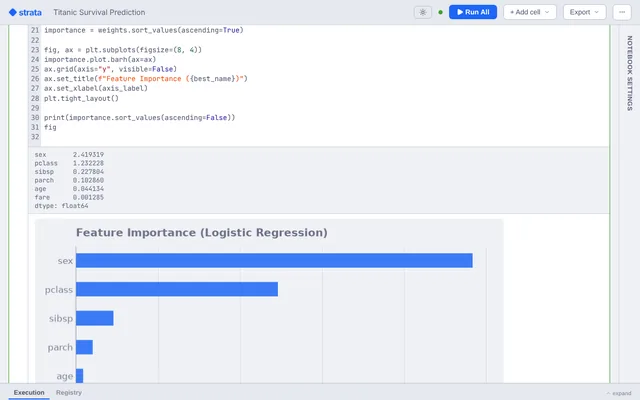 strata
Titanic Survival Prediction
Run All
+ Add cell
Export
NOTEBOOK SETTINGS
21 importance = weights.sort_values(ascending=True)
22
23 fig, ax = plt.subplots(figsize=(8, 4))
24 importance.plot.barh(ax=ax)
25 ax.grid(axis="y", visible=False)
26 ax.set_title(f"Feature Importance ({best_name})")
27 ax.set_xlabel(axis_label)
28 plt.tight_layout()
29
30 print(importance.sort_values(ascending=False))
31 fig
32
sex 2.419319
pclass 1.232228
sibsp 0.227804
parch 0.102860
age 0.044134
fare 0.001285
dtype: float64
Feature Importance (Logistic Regression)
sex
pclass
sibsp
parch
age
Execution
Registry
expand